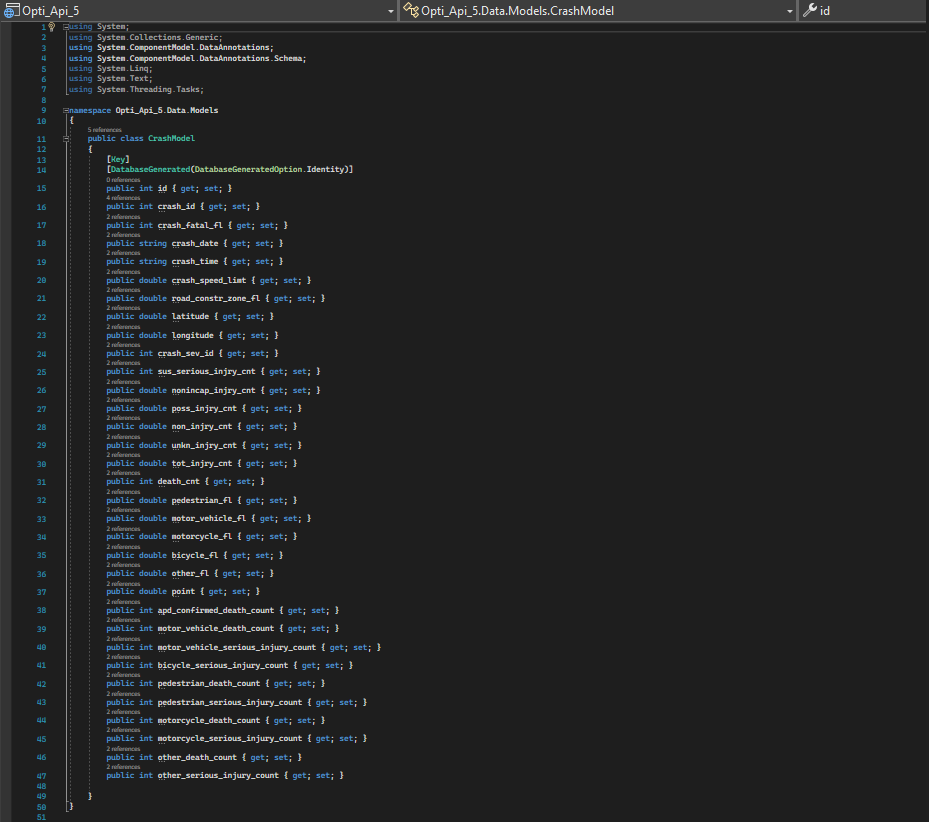 Opti_Api_5 Opti_Api_5.Data.Models.CrashModel id
1 using System;
2 using System.Collections.Generic;
3 using System.ComponentModel.DataAnnotations;
4 using System.ComponentModel.DataAnnotations.Schema;
5 using System.Linq;
6 using System.Text;
7 using System.Threading.Tasks;
8
9 namespace Opti_Api_5.Data.Models
10 {
5 references
11 public class CrashModel
12 {
13 [Key]
14 [DatabaseGenerated(DatabaseGeneratedOption.Identity)]
0 references
15 public int id { get; set; }
4 references
16 public int crash_id { get; set; }
2 references
17 public int crash_fatal_fl { get; set; }
2 references
18 public string crash_date { get; set; }
2 references
19 public string crash_time { get; set; }
2 references
20 public double crash_speed_limt { get; set; }
2 references
21 public double road_constr_zone_fl { get; set; }
2 references
22 public double latitude { get; set; }
2 references
23 public double longitude { get; set; }
2 references
24 public int crash_sev_id { get; set; }
2 references
25 public int sus_serious_injry_cnt { get; set; }
2 references
26 public double nonincap_injry_cnt { get; set; }
2 references
27 public double poss_injry_cnt { get; set; }
2 references
28 public double non_injry_cnt { get; set; }
2 references
29 public double unkn_injry_cnt { get; set; }
2 references
30 public double tot_injry_cnt { get; set; }
2 references
31 public int death_cnt { get; set; }
2 references
32 public double pedestrian_fl { get; set; }
2 references
33 public double motor_vehicle_fl { get; set; }
2 references
34 public double motorcycle_fl { get; set; }
2 references
35 public double bicycle_fl { get; set; }
2 references
36 public double other_fl { get; set; }
2 references
37 public double point { get; set; }
2 references
38 public int apd_confirmed_death_count { get; set; }
2 references
39 public int motor_vehicle_death_count { get; set; }
2 references
40 public int motor_vehicle_serious_injury_count { get; set; }
2 references
41 public int bicycle_serious_injury_count { get; set; }
2 references
42 public int pedestrian_death_count { get; set; }
2 references
43 public int pedestrian_serious_injury_count { get; set; }
2 references
44 public int motorcycle_death_count { get; set; }
2 references
45 public int motorcycle_serious_injury_count { get; set; }
2 references
46 public int other_death_count { get; set; }
2 references
47 public int other_serious_injury_count { get; set; }
48
49 }
50 }
51